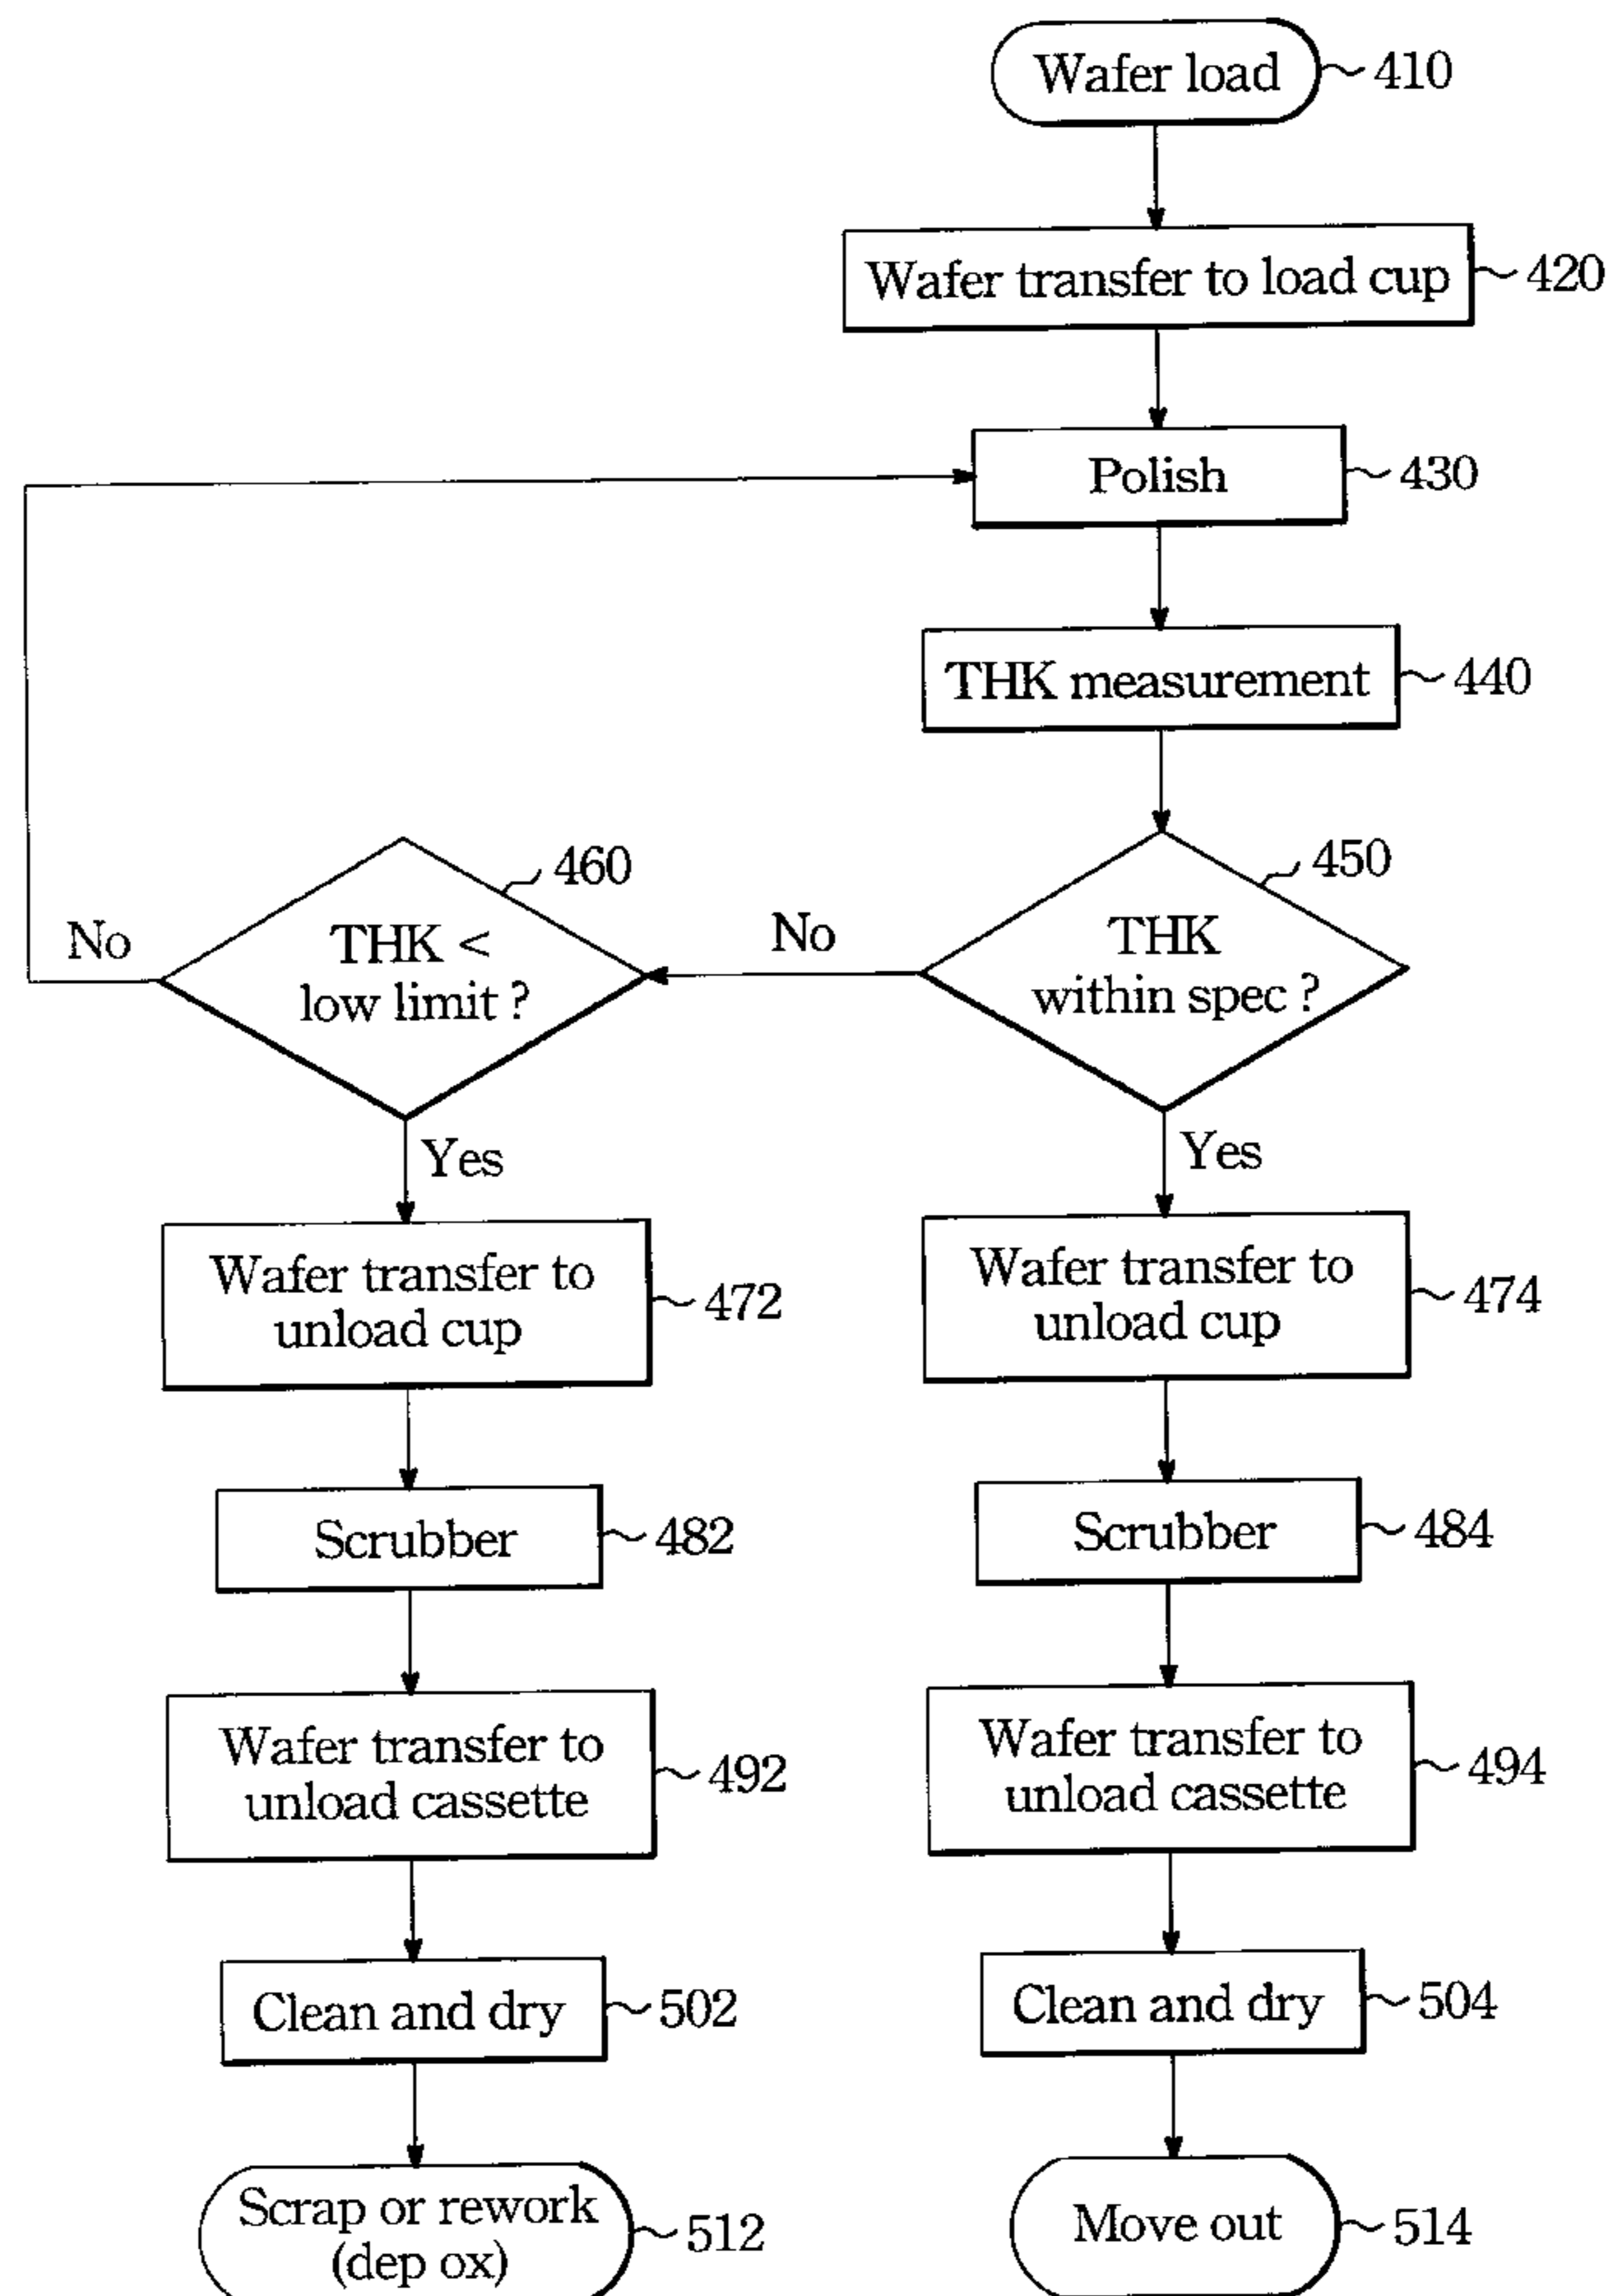 Wafer load
410
Wafer transfer to load cup
420
Polish
430
THK measurement
440
460
450
No
THK <
low limit ?
No
THK
within spec ?
Yes
Yes
Wafer transfer to
unload cup
472
Wafer transfer to
unload cup
474
Scrubber
482
Scrubber
484
Wafer transfer to
unload cassette
492
Wafer transfer to
unload cassette
494
Clean and dry
502
Clean and dry
504
Scrap or rework
(dep ox)
512
Move out
514